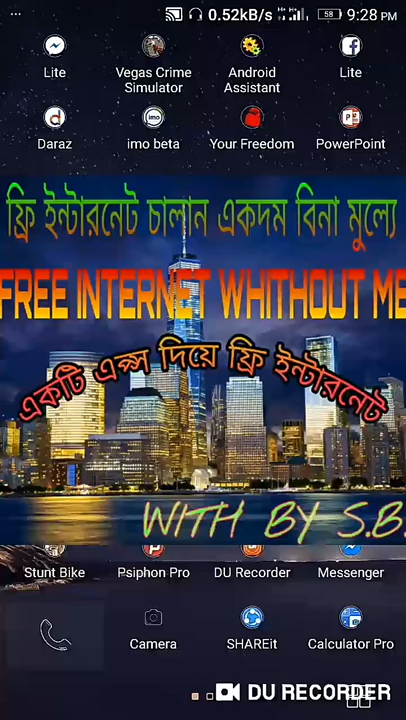 0.52kB/s 58 9:28 PM
Lite Vegas Crime Simulator Android Assistant Lite
Daraz imo beta Your Freedom PowerPoint
ফ্রি ইন্টারনেট চালান একদম বিনা মুল্যে
FREE INTERNET WHITHOUT ME
একটি এপ্স দিয়ে ফ্রি ইন্টারনেট
WITH BY S.B.
Stunt Bike Psiphon Pro DU Recorder Messenger
Camera SHAREit Calculator Pro
DU RECORDER